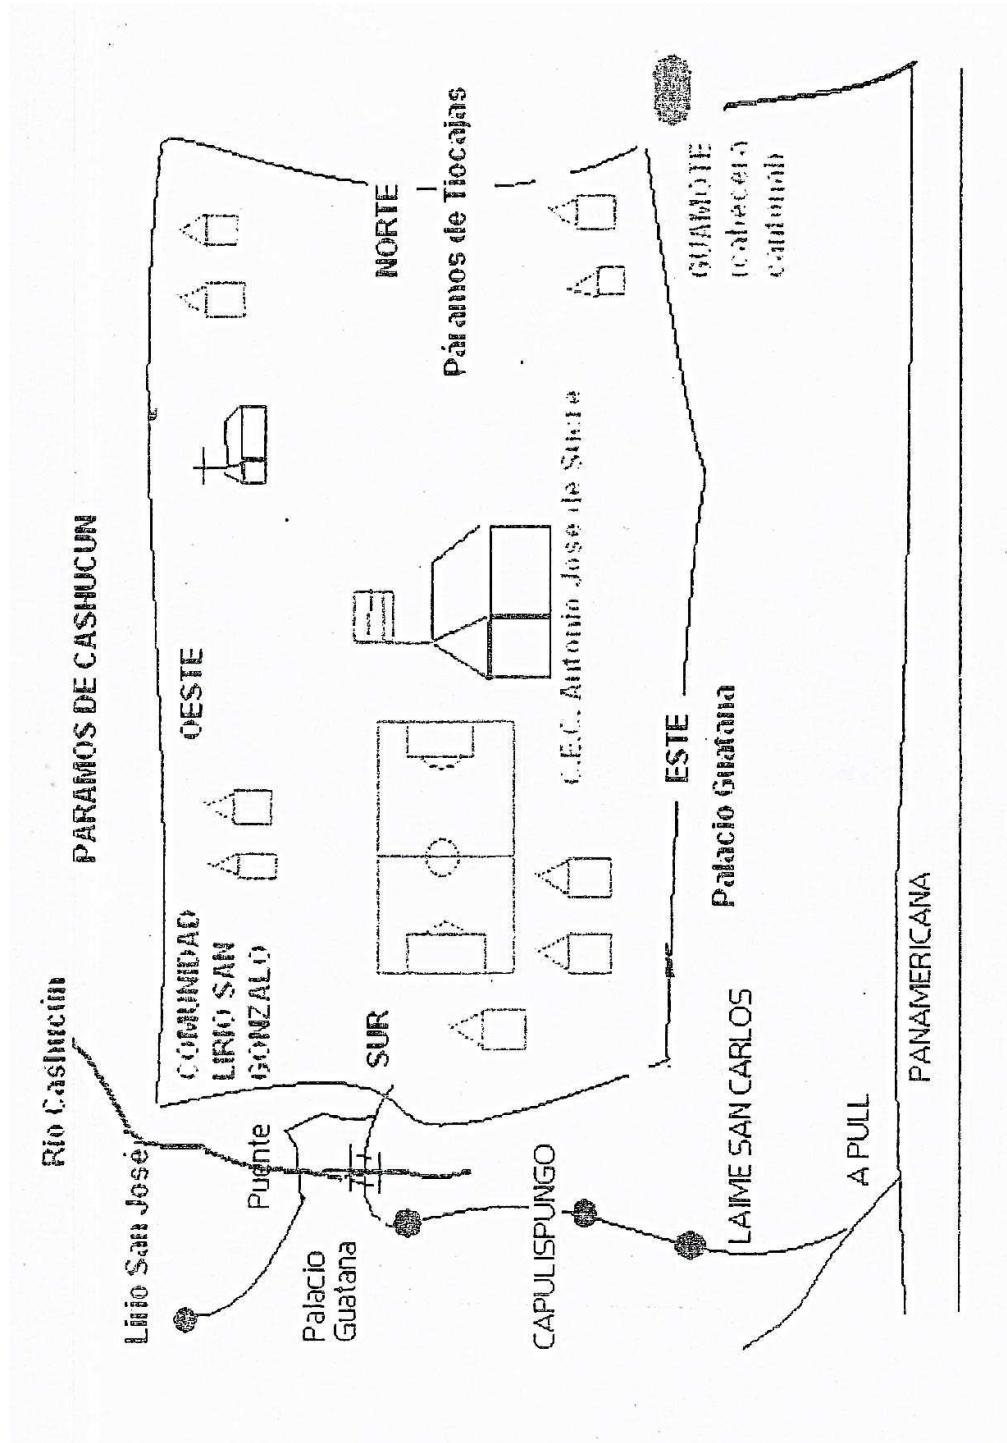 PARAMOS DE CASHUCUN
Rio Cashucún
Lirio San José
COMUNIDAD
LIRIO SAN
GONZALO
OESTE
Puente
Palacio
Guatana
SUR
NORTE
Páramos de Tiocajas
C.E.C. Antonio José de Sucre
CAPULISPUNGO
ESTE
Palacio Guatana
GUAMOTE
(cabecera
cantonal)
LAIME SAN CARLOS
A PULL
PANAMERICANA